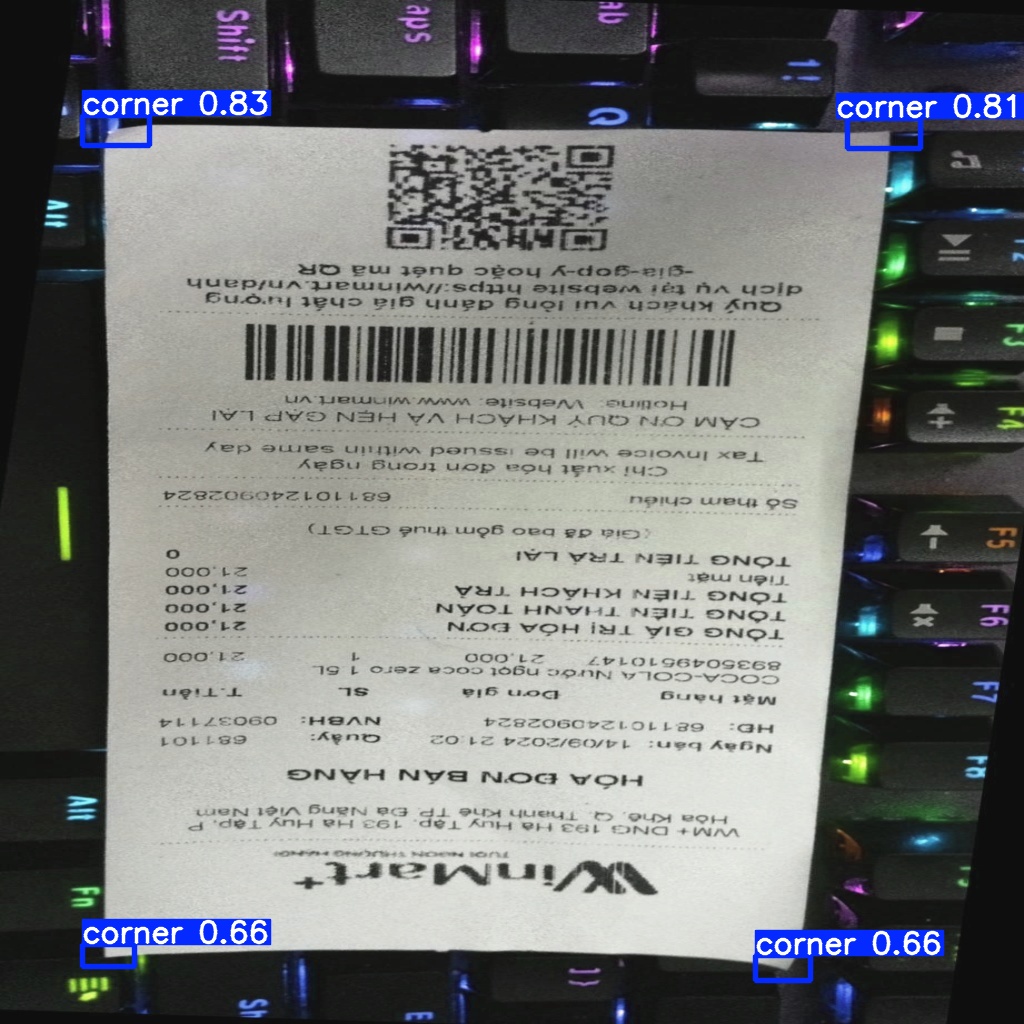 WinMart+
TƯƠI NGON THƯỢNG HẠNG!
WM+ DNG 193 Hà Huy Tập, 193 Hà Huy Tập, P.
Hòa Khê, Q. Thanh Khê TP. Đà Nẵng Việt Nam
HÓA ĐƠN BÁN HÀNG
Ngày bán: 14/09/2024 21:02 Quầy: 681101
HĐ: 681101240902824 NVBH: 09037114
Mặt hàng Đơn giá SL T.Tiền
COCA-COLA Nước ngọt coca zero 1.5L
8935049510147 21,000 1 21,000
TỔNG GIÁ TRỊ HÓA ĐƠN 21,000
TỔNG TIỀN THANH TOÁN 21,000
TỔNG TIỀN KHÁCH TRẢ 21,000
Tiền mặt 21,000
TỔNG TIỀN TRẢ LẠI 0
(Giá đã bao gồm thuế GTGT)
Số tham chiếu 681101240902824
Chỉ xuất hóa đơn trong ngày
Tax Invoice will be issued within same day
CẢM ƠN QUÝ KHÁCH VÀ HẸN GẶP LẠI
Hotline: Website: www.winmart.vn
Quý khách vui lòng đánh giá chất lượng
dịch vụ tại website https://winmart.vn/danh
-gia-gop-y hoặc quét mã QR
corner 0.83
corner 0.81
corner 0.66
corner 0.66
Shift
aps
ab
1 !
Q
Alt
Alt
Fn
Sh
E
F3
F4
F5
F6
F7
F8